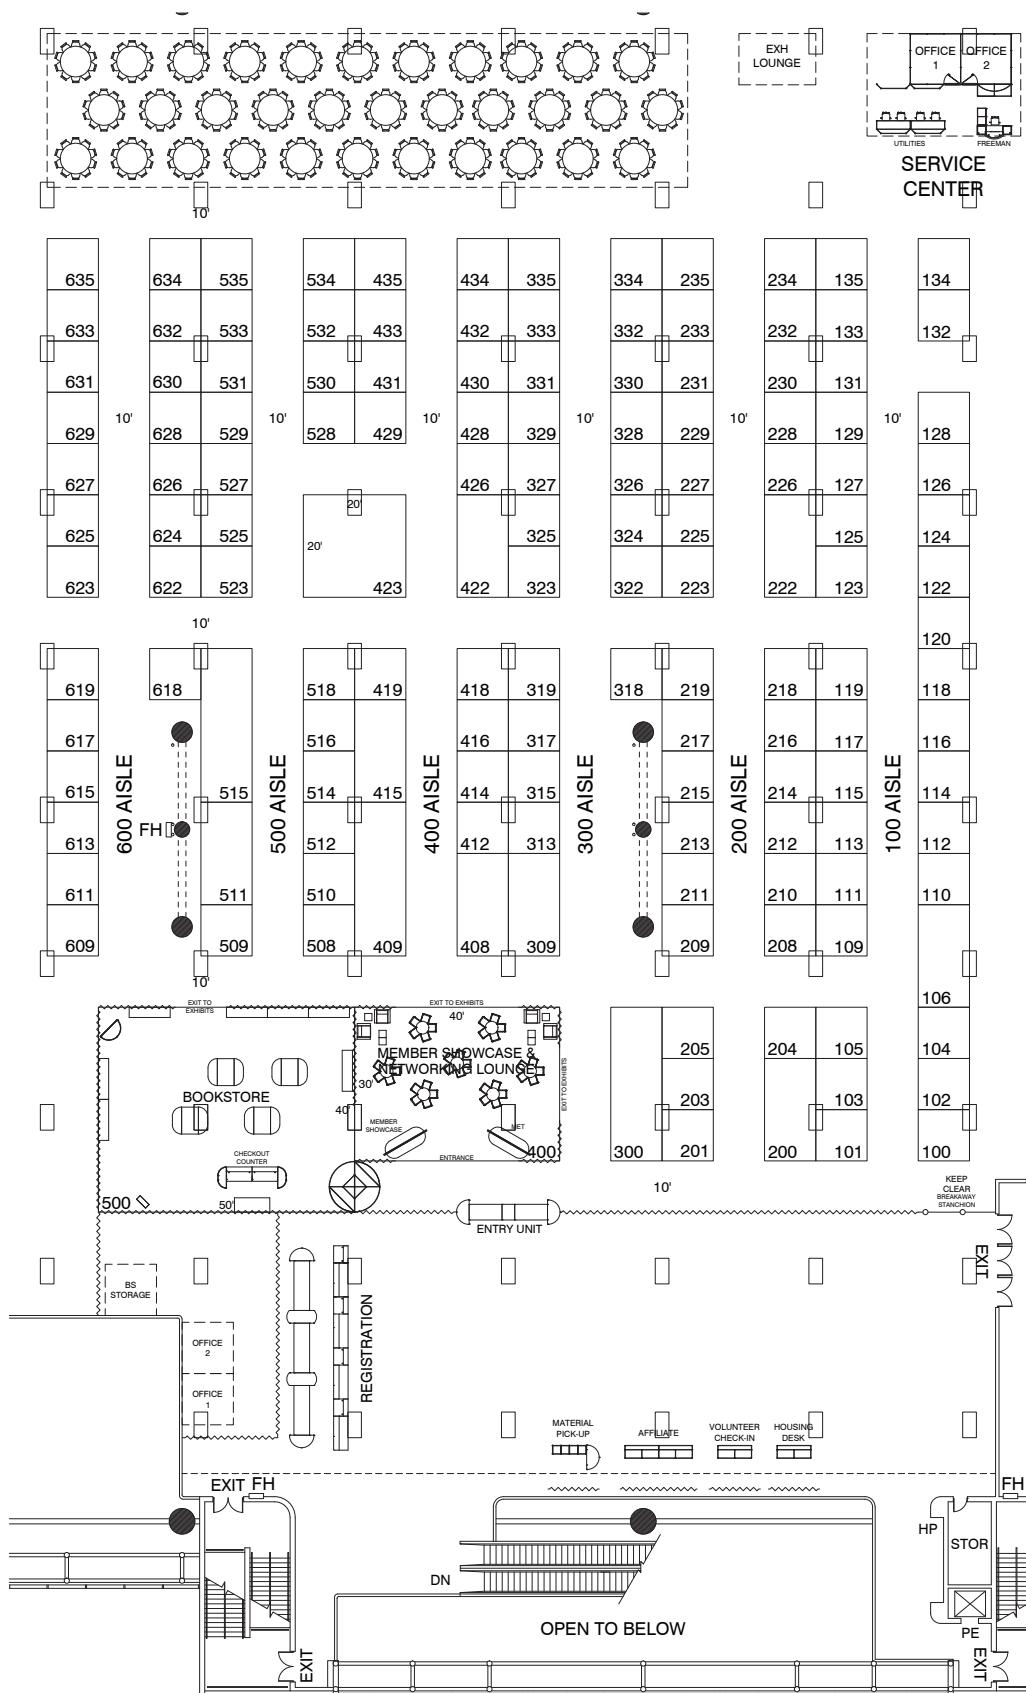 EXH
LOUNGE
OFFICE
1
OFFICE
2
UTILITIES
FREEMAN
SERVICE
CENTER
10'
635 634 535 534 435 434 335 334 235 234 135 134
633 632 533 532 433 432 333 332 233 232 133 132
631 630 531 530 431 430 331 330 231 230 131
10' 10' 10' 10' 10' 10'
629 628 529 528 429 428 329 328 229 228 129 128
627 626 527 426 327 326 227 226 127 126
20'
625 624 525 20' 325 324 225 125 124
623 622 523 423 422 323 322 223 222 123 122
10'
120
619 618 518 419 418 319 318 219 218 119 118
617 516 416 317 217 216 117 116
615 515 514 415 414 315 215 214 115 114
600 AISLE 500 AISLE 400 AISLE 300 AISLE 200 AISLE 100 AISLE
FH
613 512 412 313 213 212 113 112
611 511 510 211 210 111 110
609 509 508 409 408 309 209 208 109
10'
106
EXIT TO
EXHIBITS
EXIT TO EXHIBITS
40'
MEMBER SHOWCASE &
NETWORKING LOUNGE
205 204 105 104
EXIT TO EXHIBITS
30'
BOOKSTORE
40'
203 103 102
MEMBER
SHOWCASE
MET
CHECKOUT
COUNTER
ENTRANCE
400
300 201 200 101 100
10'
KEEP
CLEAR
BREAKAWAY
STANCHION
500
50'
ENTRY UNIT
EXIT
BS
STORAGE
OFFICE
2
REGISTRATION
OFFICE
1
MATERIAL
PICK-UP
AFFILIATE
VOLUNTEER
CHECK-IN
HOUSING
DESK
EXIT FH
FH
HP
STOR
DN
OPEN TO BELOW
PE
EXIT
EXIT